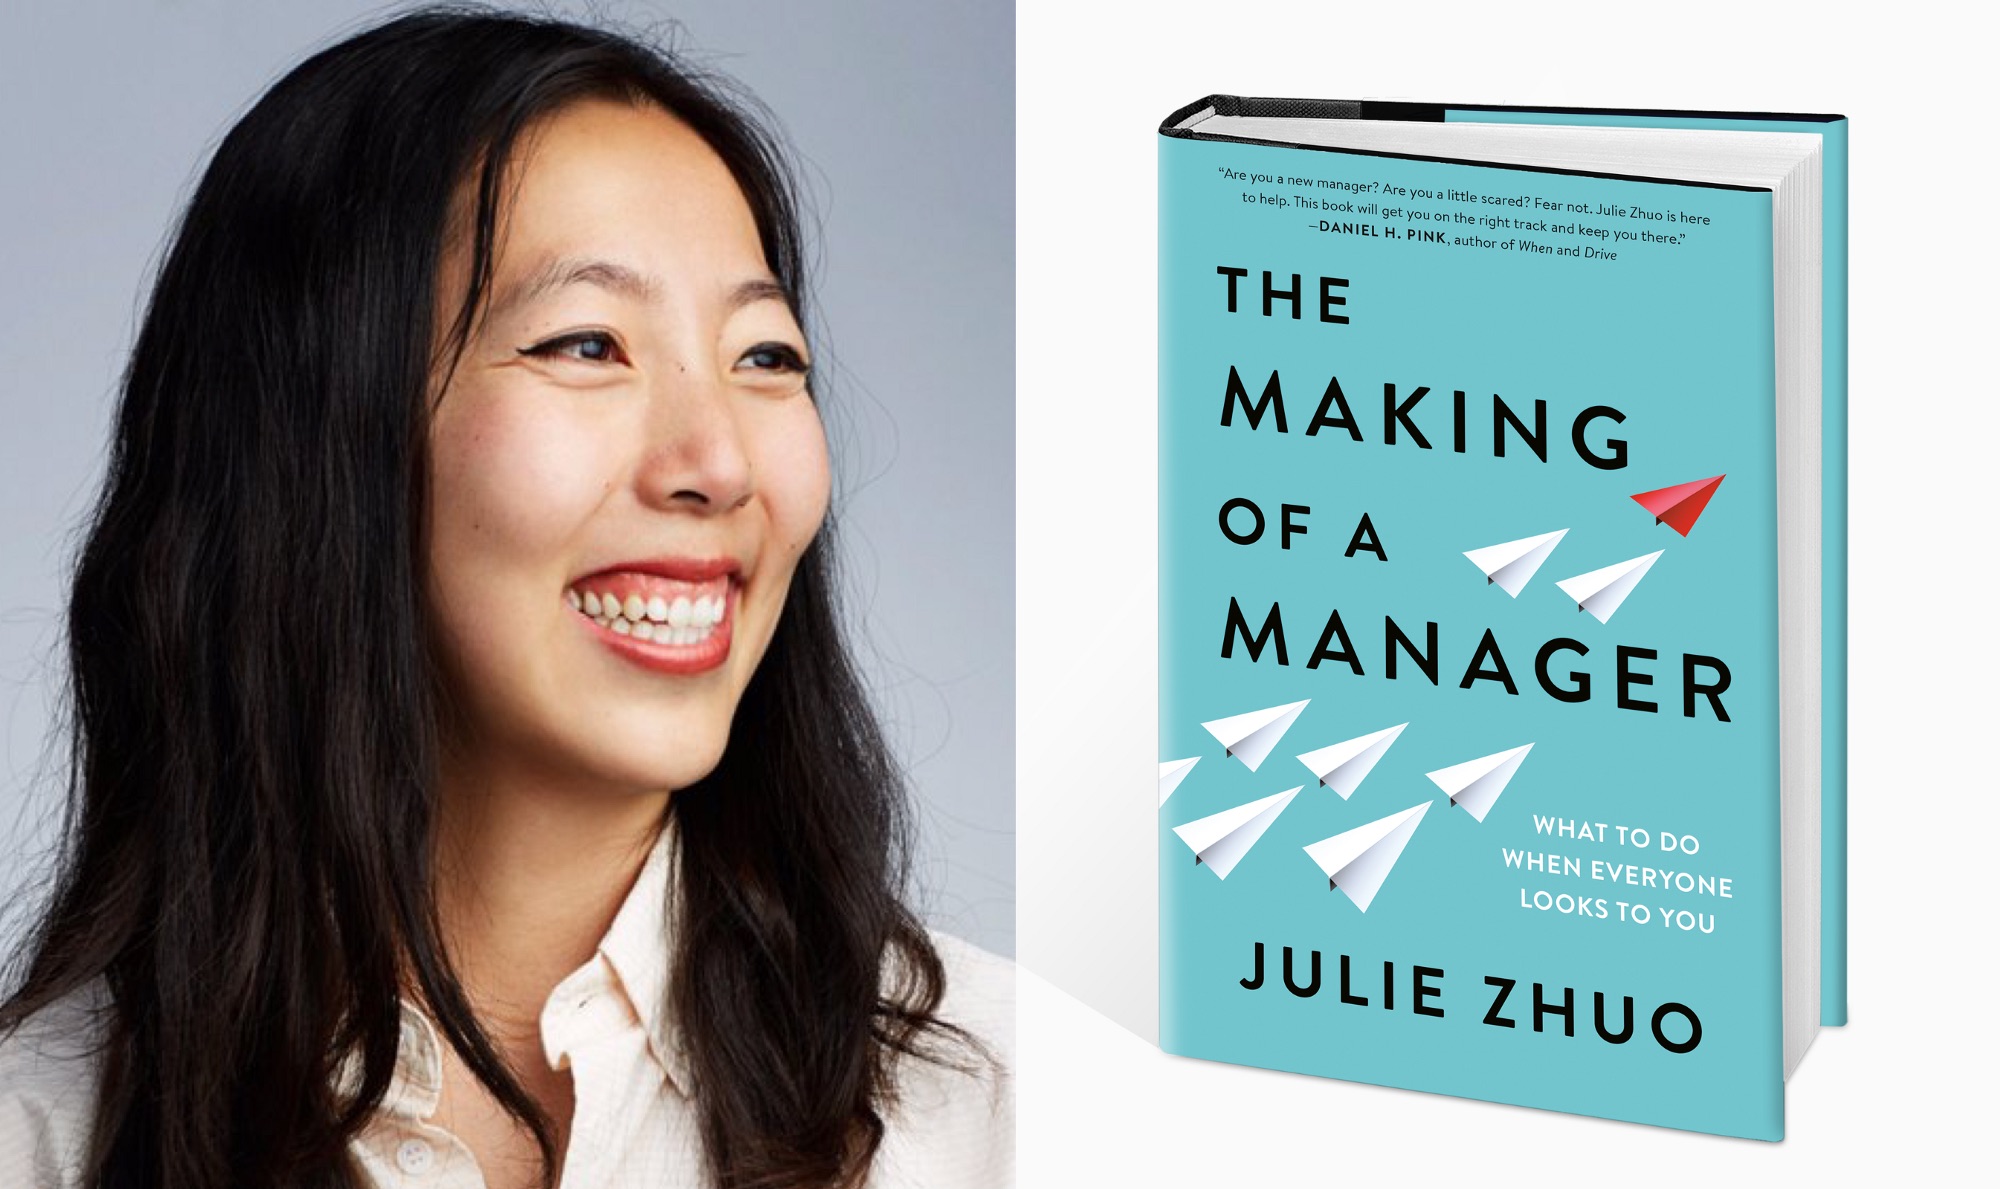 “Are you a new manager? Are you a little scared? Fear not. Julie Zhuo is here
to help. This book will get you on the right track and keep you there.”
—DANIEL H. PINK, author of When and Drive
THE
MAKING
OF A
MANAGER
WHAT TO DO
WHEN EVERYONE
LOOKS TO YOU
JULIE ZHUO